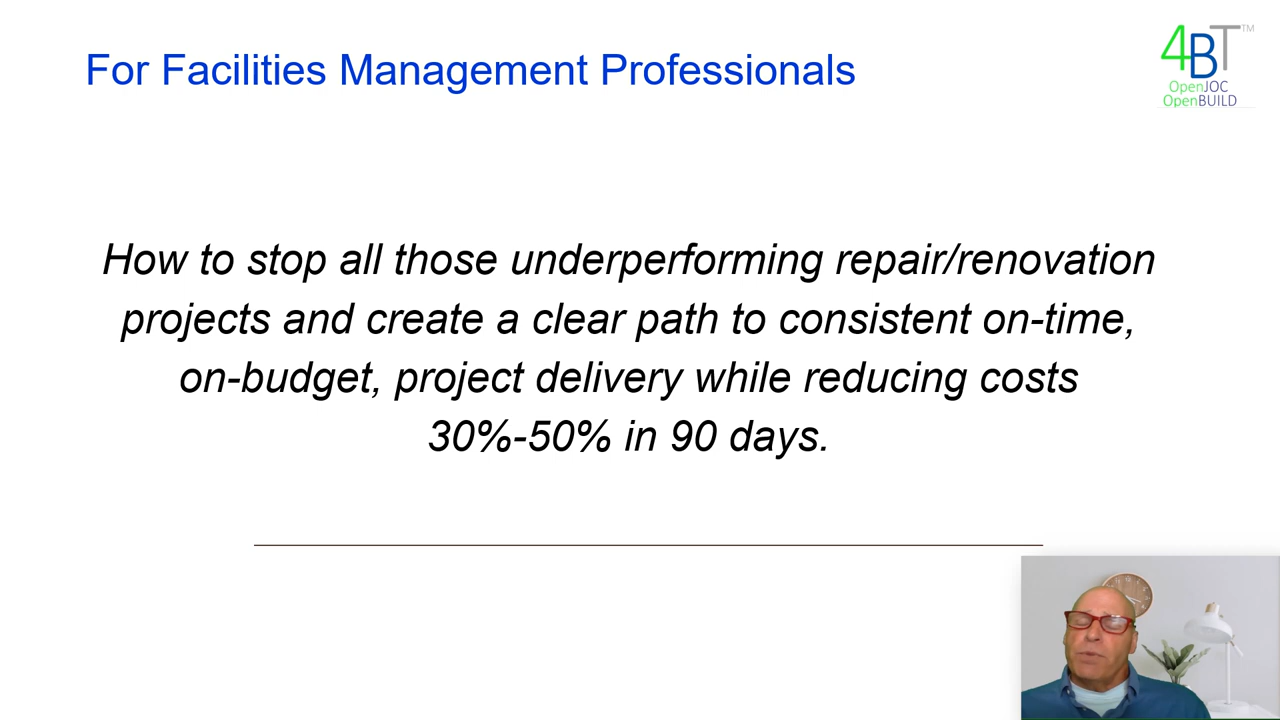 For Facilities Management Professionals
4BT™
OpenJOC
OpenBUILD
How to stop all those underperforming repair/renovation
projects and create a clear path to consistent on-time,
on-budget, project delivery while reducing costs
30%-50% in 90 days.